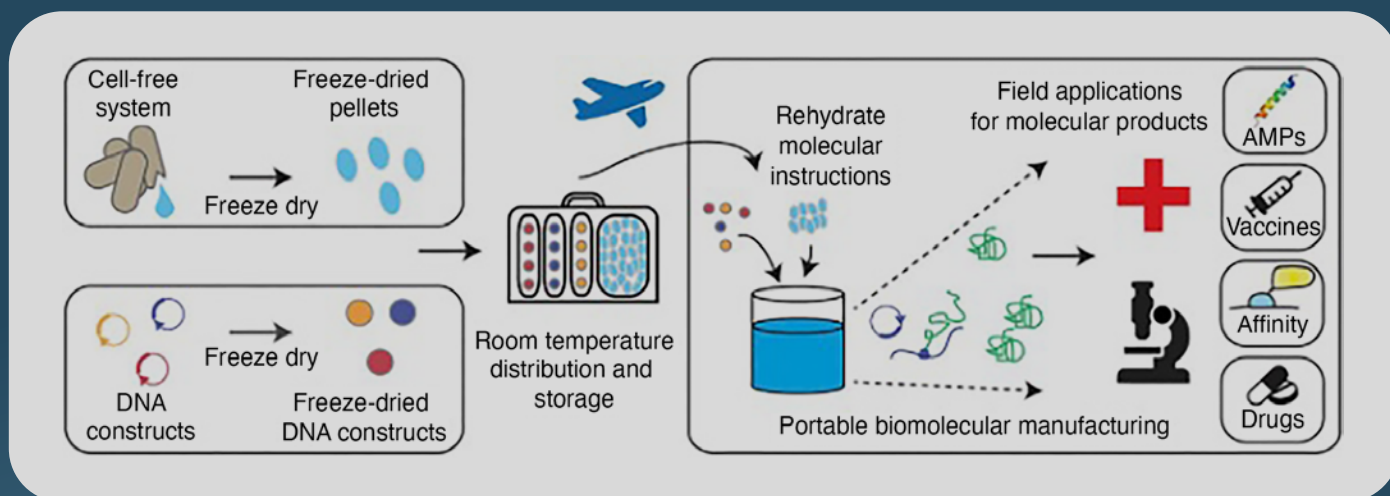 Cell-free
system
Freeze dry
Freeze-dried
pellets
DNA
constructs
Freeze dry
Freeze-dried
DNA constructs
Room temperature
distribution and
storage
Rehydrate
molecular
instructions
Field applications
for molecular products
Portable biomolecular manufacturing
AMPs
Vaccines
Affinity
Drugs